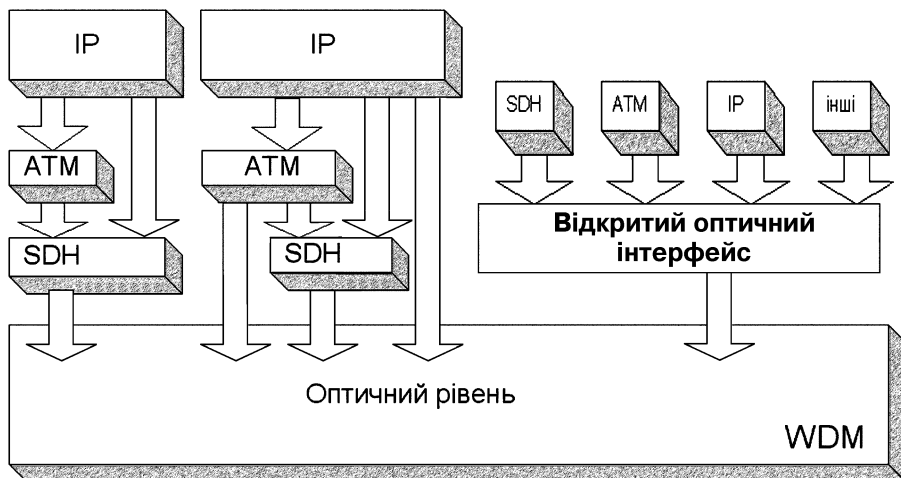 IP
IP
SDH
ATM
IP
інші
ATM
ATM
Відкритий оптичний
інтерфейс
SDH
SDH
Оптичний рівень
WDM